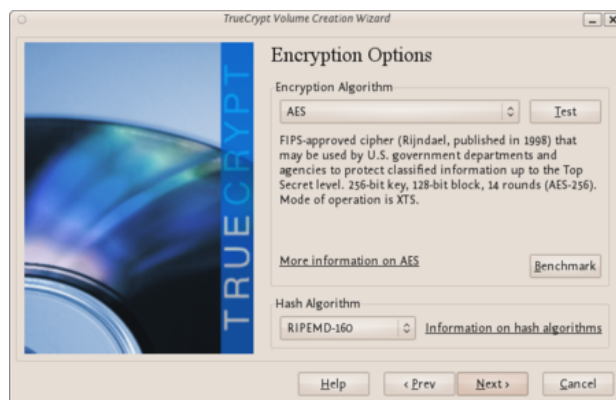 TrueCrypt Volume Creation Wizard
TRUECRYPT
Encryption Options
Encryption Algorithm
AES
Test
FIPS-approved cipher (Rijndael, published in 1998) that
may be used by U.S. government departments and
agencies to protect classified information up to the Top
Secret level. 256-bit key, 128-bit block, 14 rounds (AES-256).
Mode of operation is XTS.
More information on AES
Benchmark
Hash Algorithm
RIPEMD-160
Information on hash algorithms
Help
< Prev
Next >
Cancel